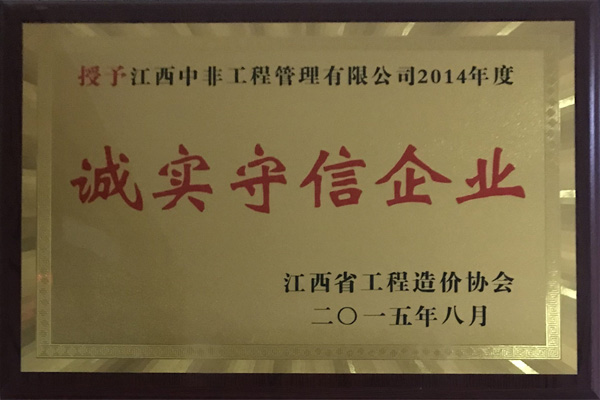 授予江西中非工程管理有限公司2014年度
诚实守信企业
江西省工程造价协会
二〇一五年八月